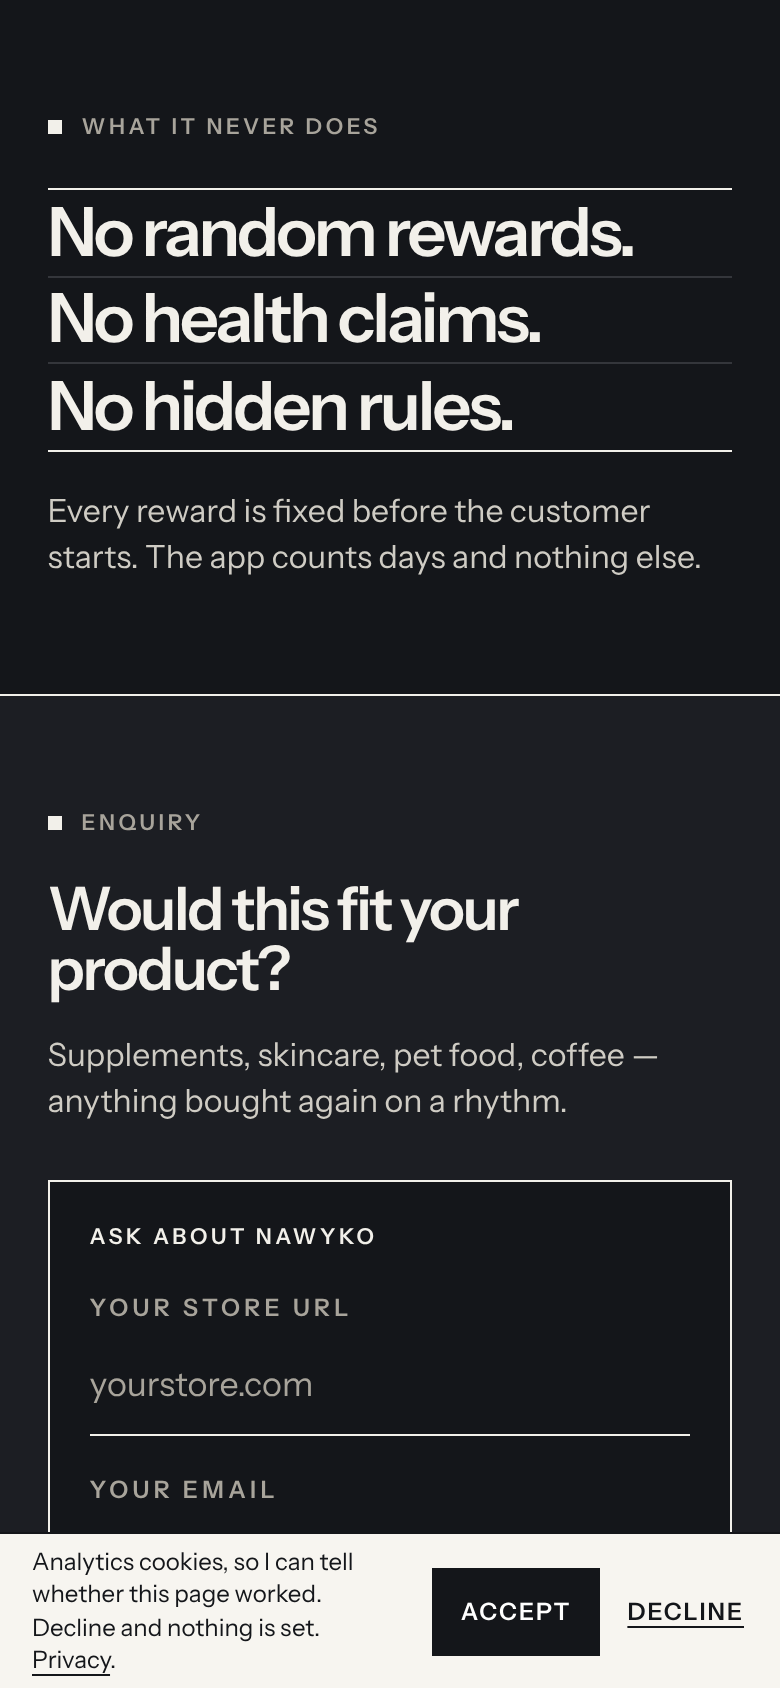 WHAT IT NEVER DOES
No random rewards.
No health claims.
No hidden rules.
Every reward is fixed before the customer
starts. The app counts days and nothing else.
ENQUIRY
Would this fit your
product?
Supplements, skincare, pet food, coffee —
anything bought again on a rhythm.
ASK ABOUT NAWYKO
YOUR STORE URL
yourstore.com
YOUR EMAIL
Analytics cookies, so I can tell
whether this page worked.
Decline and nothing is set.
Privacy.
ACCEPT
DECLINE